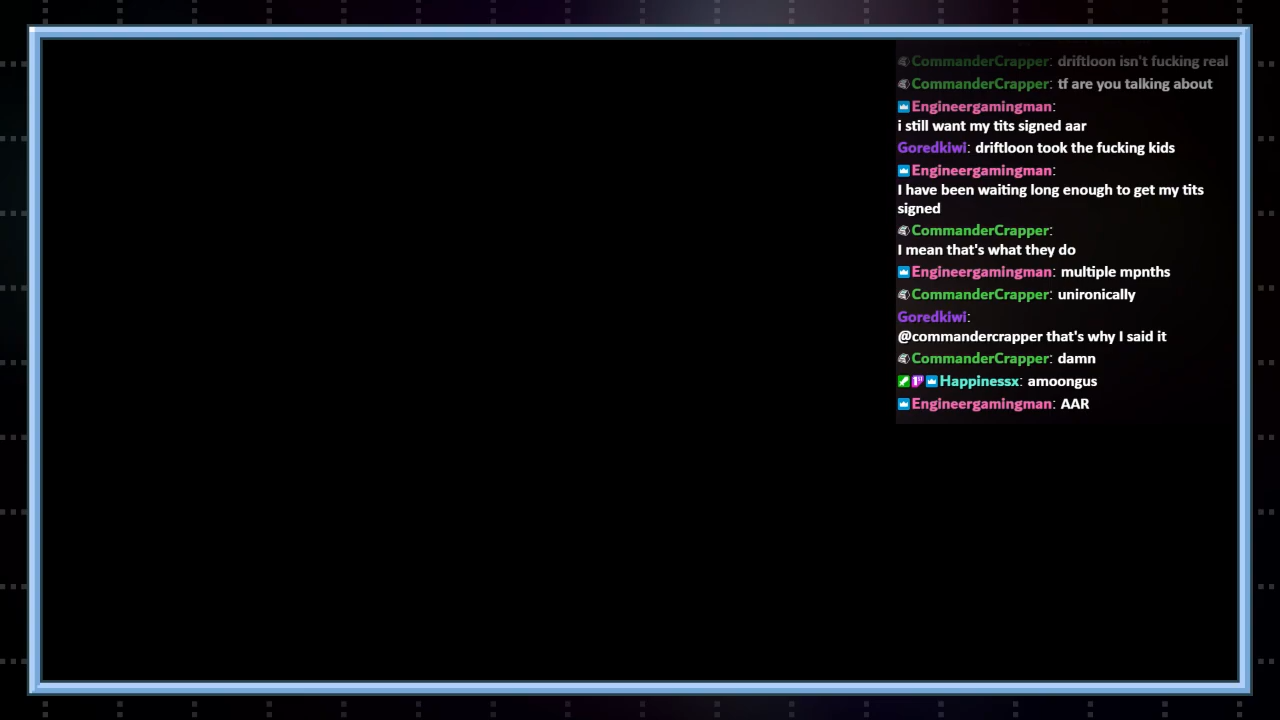 CommanderCrapper: driftloon isn't fucking real
CommanderCrapper: tf are you talking about
Engineergamingman:
i still want my tits signed aar
Goredkiwi: driftloon took the fucking kids
Engineergamingman:
I have been waiting long enough to get my tits
signed
CommanderCrapper:
I mean that's what they do
Engineergamingman: multiple mpnths
CommanderCrapper: unironically
Goredkiwi:
@commandercrapper that's why I said it
CommanderCrapper: damn
Happinessx: amoongus
Engineergamingman: AAR